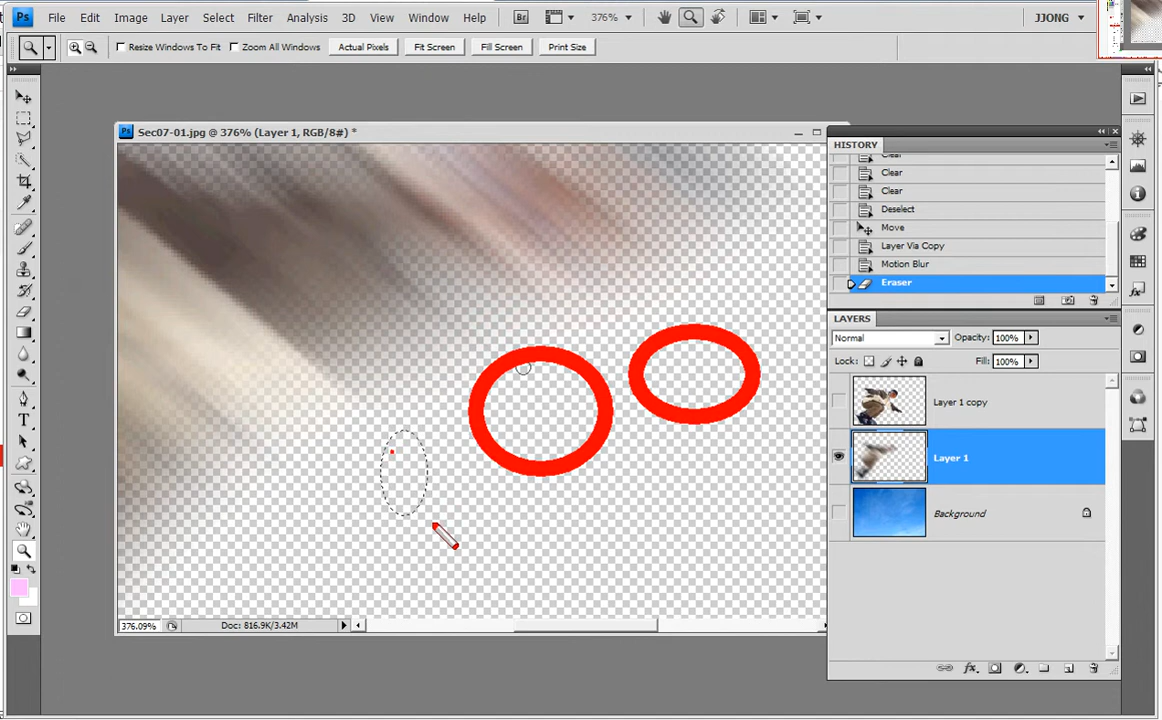 Ps File Edit Image Layer Select Filter Analysis 3D View Window Help Br 376% JJONG
Resize Windows To Fit Zoom All Windows Actual Pixels Fit Screen Fill Screen Print Size
Ps Sec07-01.jpg @ 376% (Layer 1, RGB/8#) *
HISTORY
Clear
Clear
Clear
Deselect
Move
Layer Via Copy
Motion Blur
Eraser
LAYERS
Normal Opacity: 100%
Lock: Fill: 100%
Layer 1 copy
Layer 1
Background
376.09% Doc: 816.9K/3.42M